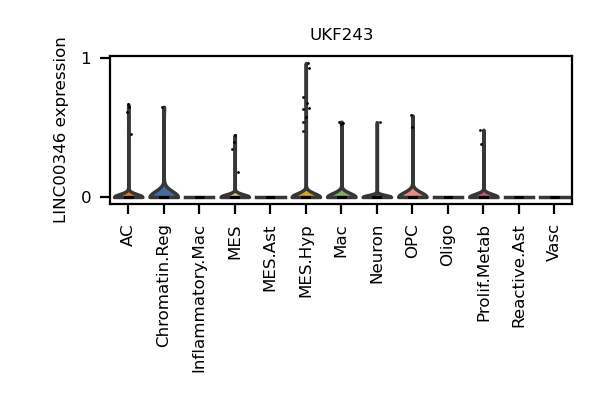 UKF243
LINC00346 expression
1
0
AC
Chromatin.Reg
Inflammatory.Mac
MES
MES.Ast
MES.Hyp
Mac
Neuron
OPC
Oligo
Prolif.Metab
Reactive.Ast
Vasc